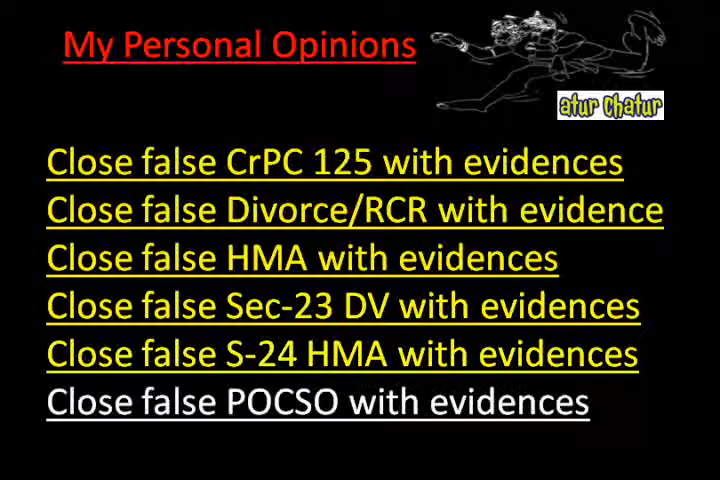 My Personal Opinions
atur Chatur
Close false CrPC 125 with evidences
Close false Divorce/RCR with evidence
Close false HMA with evidences
Close false Sec-23 DV with evidences
Close false S-24 HMA with evidences
Close false POCSO with evidences